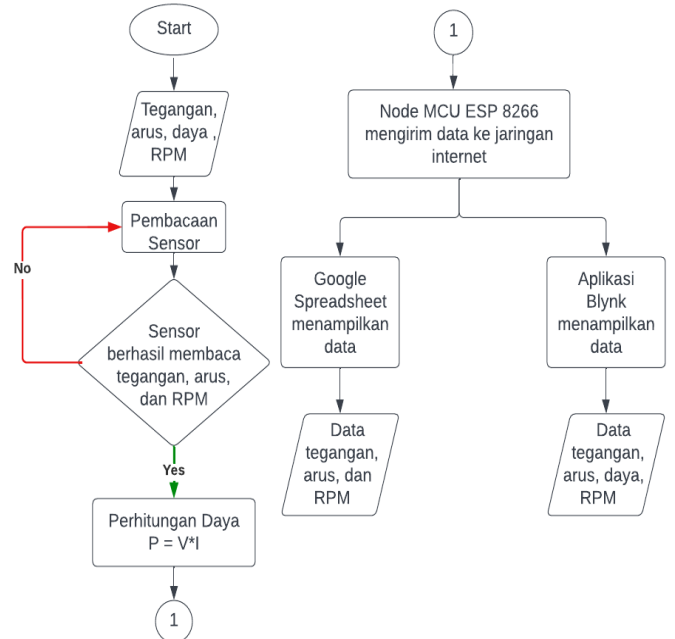 Start
Tegangan,
arus, daya ,
RPM
Pembacaan
Sensor
No
Sensor
berhasil membaca
tegangan, arus,
dan RPM
Yes
Perhitungan Daya
P = V*I
1
1
Node MCU ESP 8266
mengirim data ke jaringan
internet
Google
Spreadsheet
menampilkan
data
Data
tegangan,
arus, dan
RPM
Aplikasi
Blynk
menampilkan
data
Data
tegangan,
arus, daya,
RPM